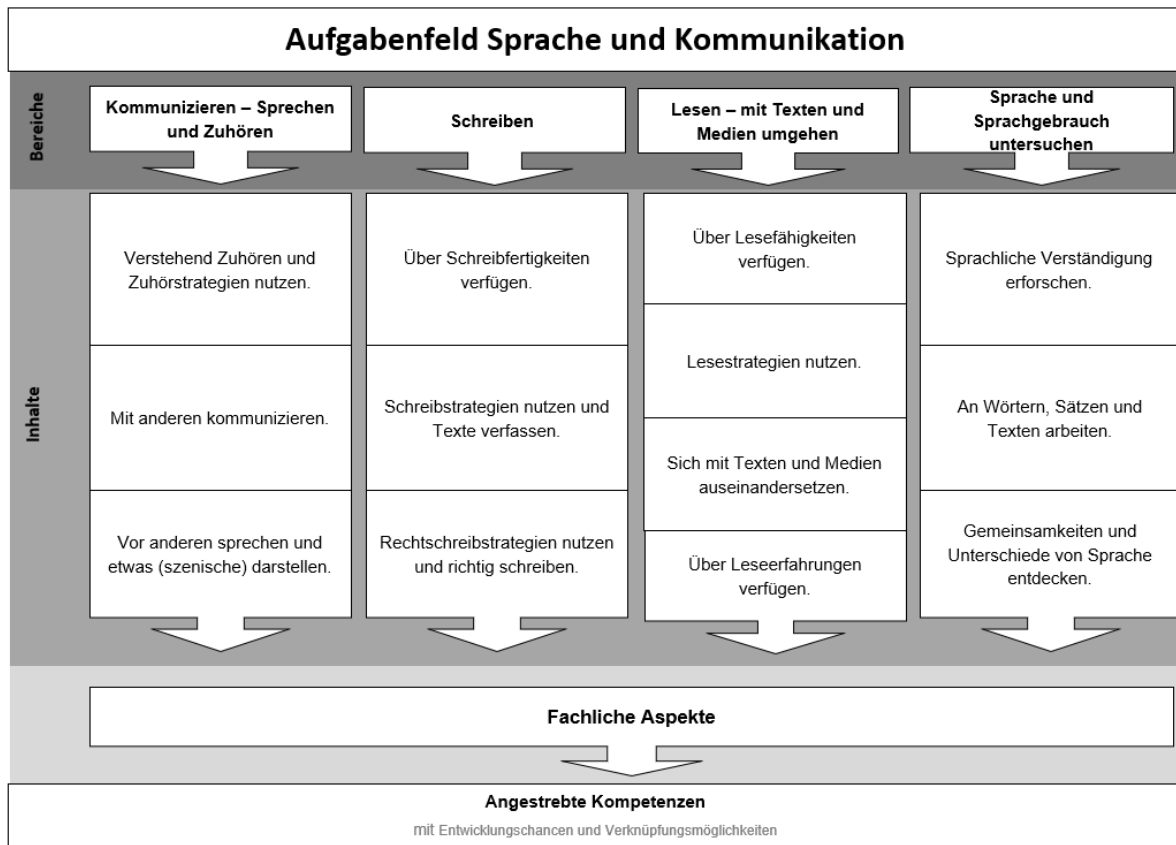 Aufgabenfeld Sprache und Kommunikation
Bereiche
Kommunizieren – Sprechen
und Zuhören
Schreiben
Lesen – mit Texten und
Medien umgehen
Sprache und
Sprachgebrauch
untersuchen
Inhalte
Verstehend Zuhören und
Zuhörstrategien nutzen.
Mit anderen kommunizieren.
Vor anderen sprechen und
etwas (szenische) darstellen.
Über Schreibfertigkeiten
verfügen.
Schreibstrategien nutzen und
Texte verfassen.
Rechtschreibstrategien nutzen
und richtig schreiben.
Über Lesefähigkeiten
verfügen.
Lesestrategien nutzen.
Sich mit Texten und Medien
auseinandersetzen.
Über Leseerfahrungen
verfügen.
Sprachliche Verständigung
erforschen.
An Wörtern, Sätzen und
Texten arbeiten.
Gemeinsamkeiten und
Unterschiede von Sprache
entdecken.
Fachliche Aspekte
Angestrebte Kompetenzen
mit Entwicklungschancen und Verknüpfungsmöglichkeiten